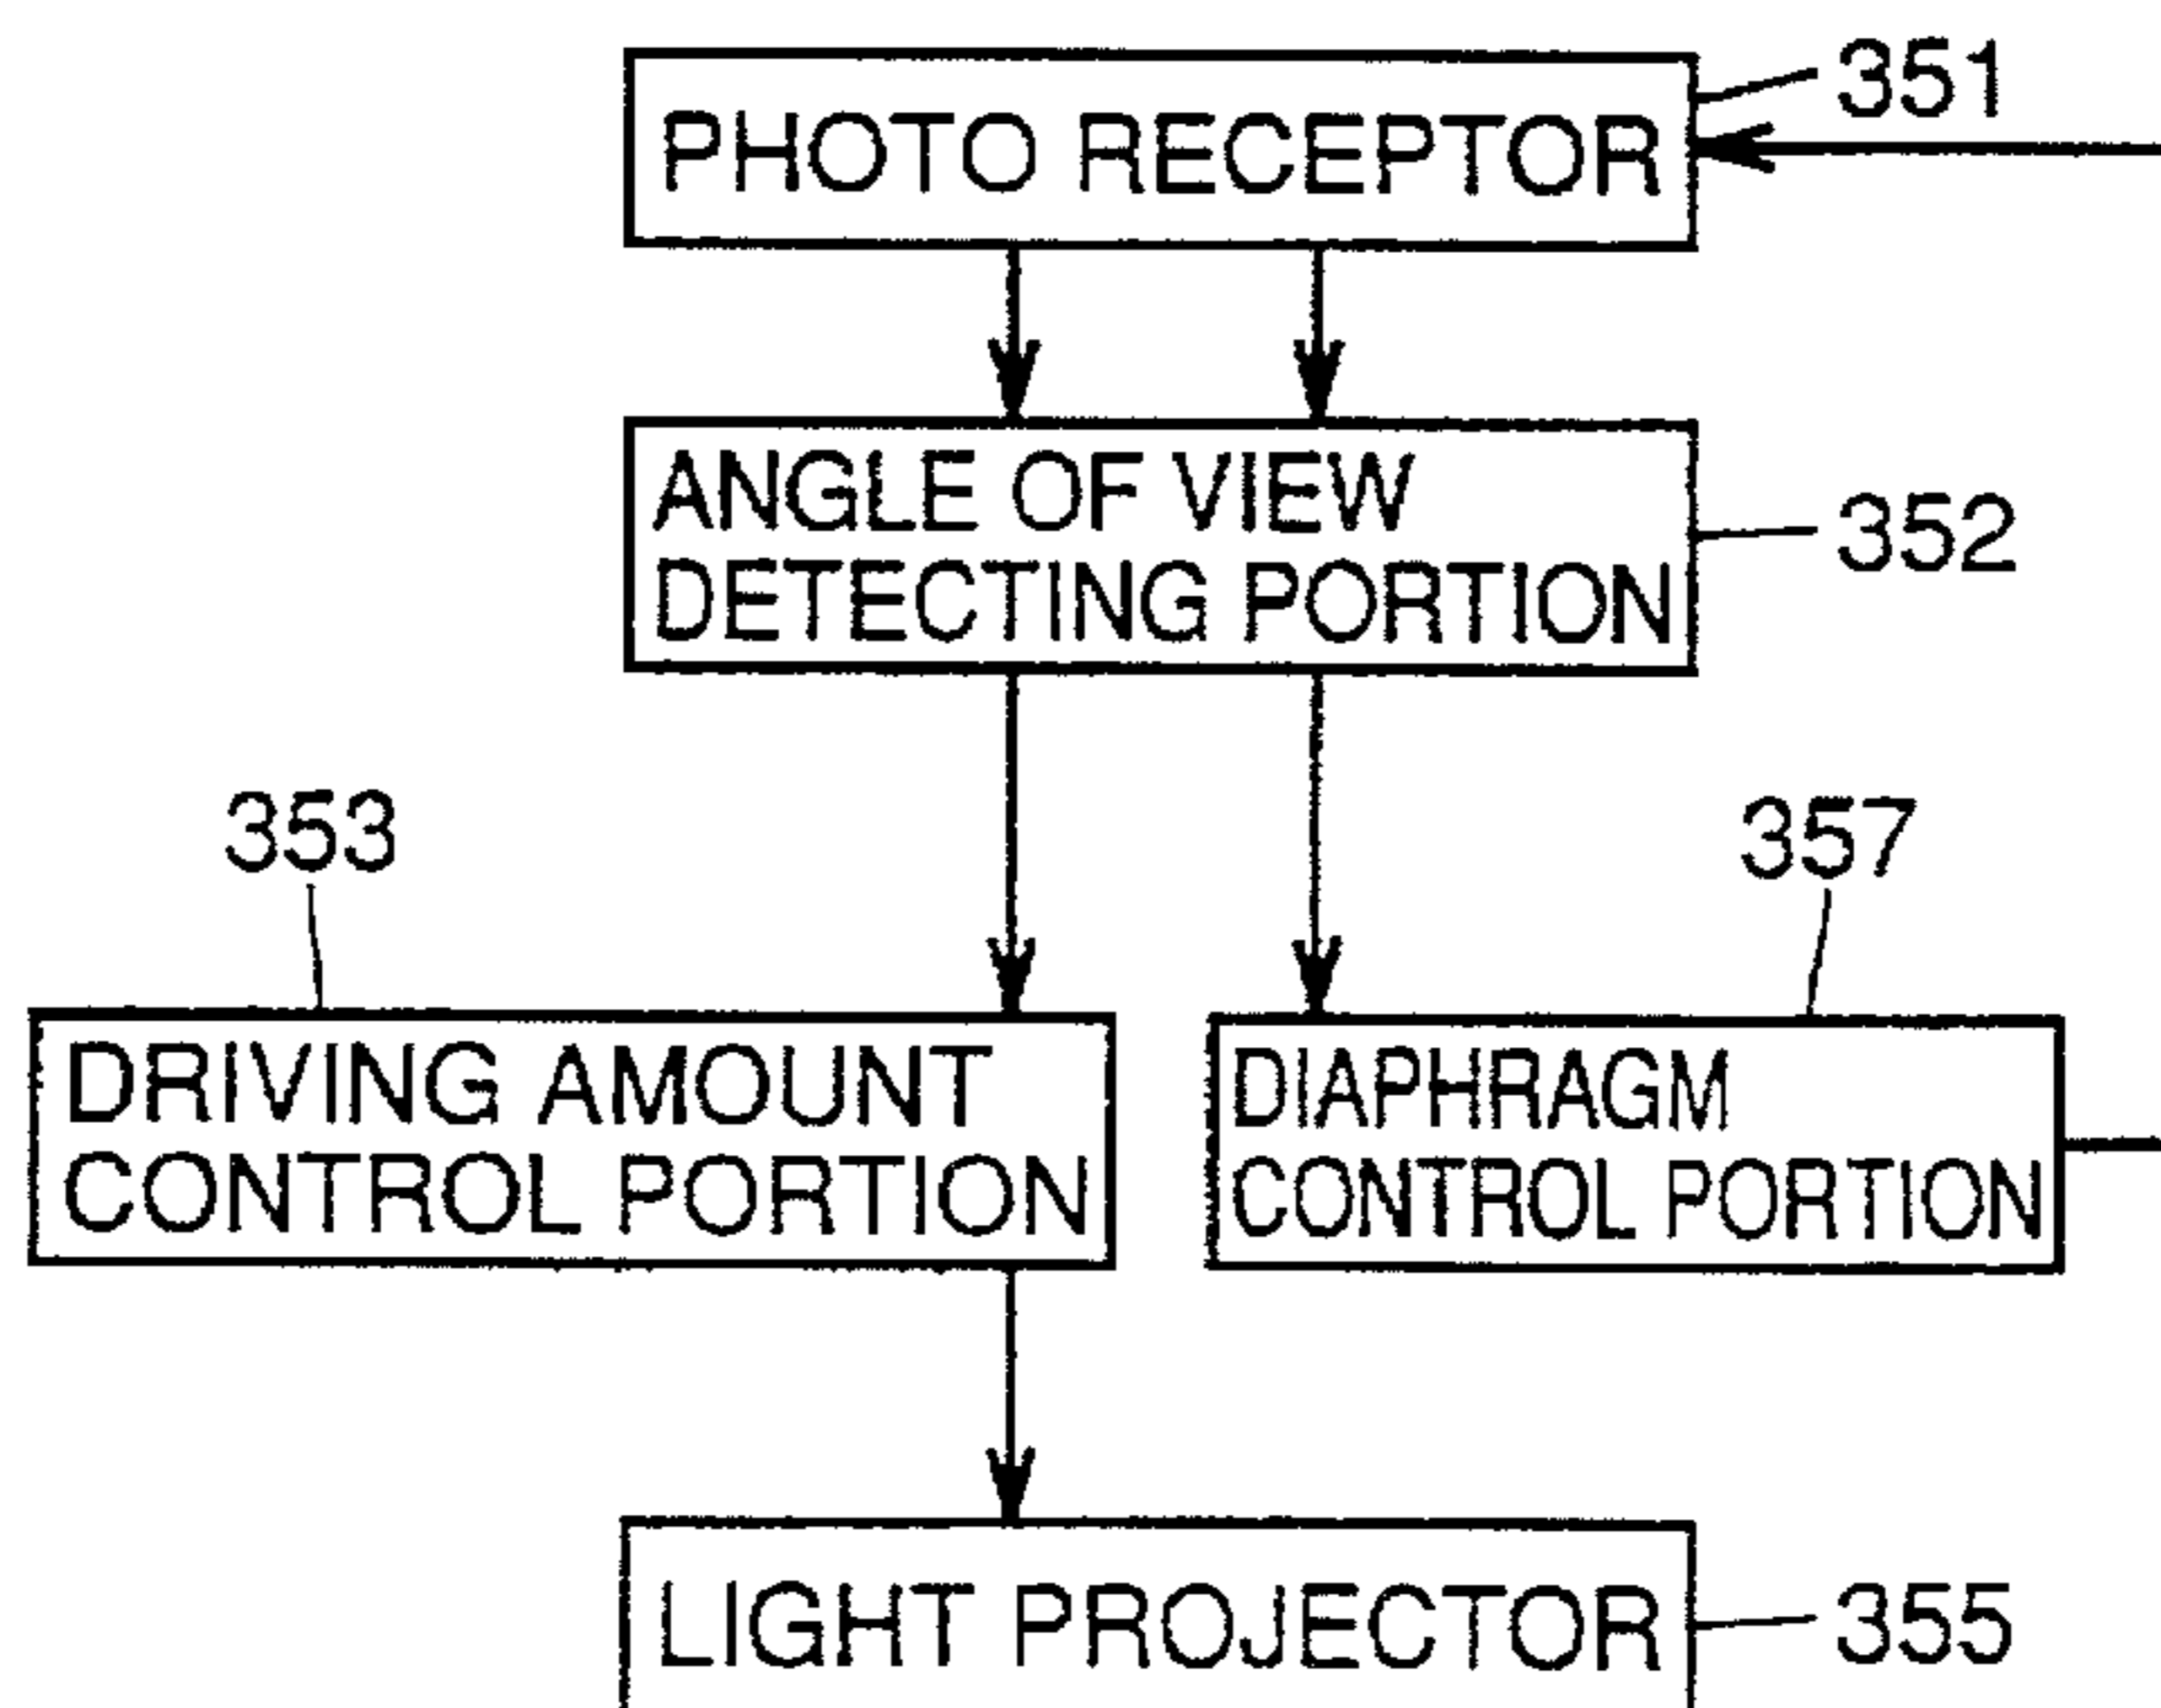 351
PHOTO RECEPTOR
ANGLE OF VIEW
DETECTING PORTION
352
353
357
DRIVING AMOUNT
CONTROL PORTION
DIAPHRAGM
CONTROL PORTION
LIGHT PROJECTOR
355